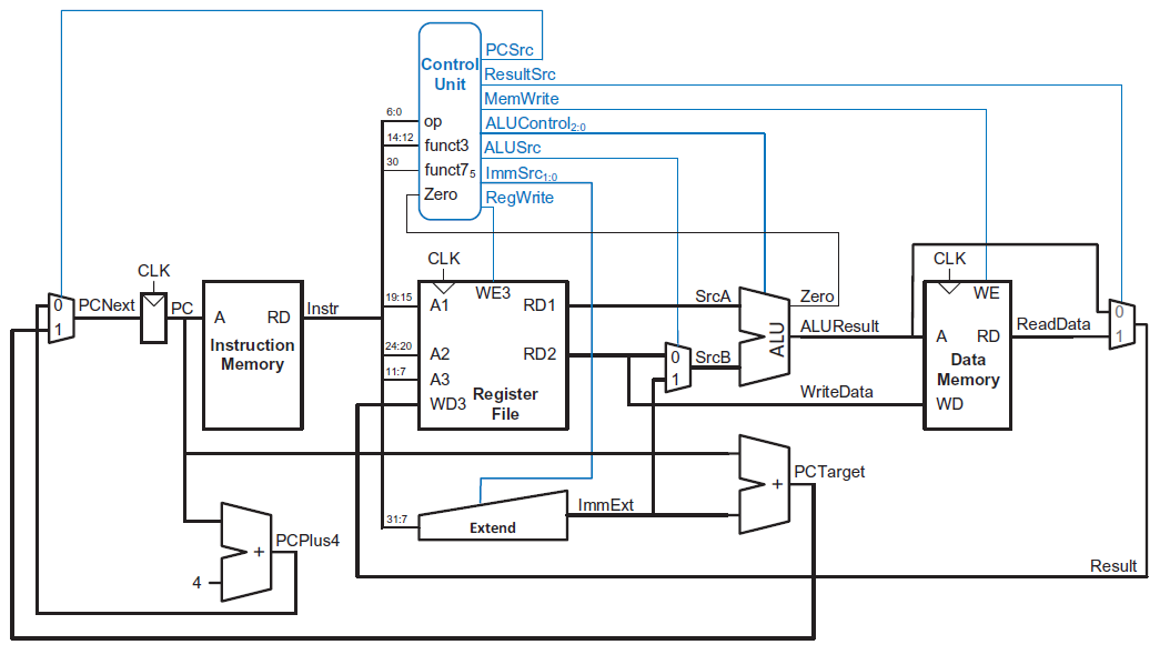 PCSrc
Control
Unit
ResultSrc
MemWrite
6:0
op
ALUControl2:0
14:12
funct3
ALUSrc
30
funct75
ImmSrc1:0
Zero
RegWrite
CLK
CLK
CLK
0
1
PCNext
PC
A
RD
Instruction
Memory
Instr
19:15
A1
WE3
RD1
24:20
A2
RD2
11:7
A3
WD3
Register
File
SrcA
0
1
SrcB
ALU
Zero
ALUResult
WriteData
WE
A
RD
Data
Memory
WD
ReadData
0
1
+
PCTarget
31:7
Extend
ImmExt
+
PCPlus4
4
Result